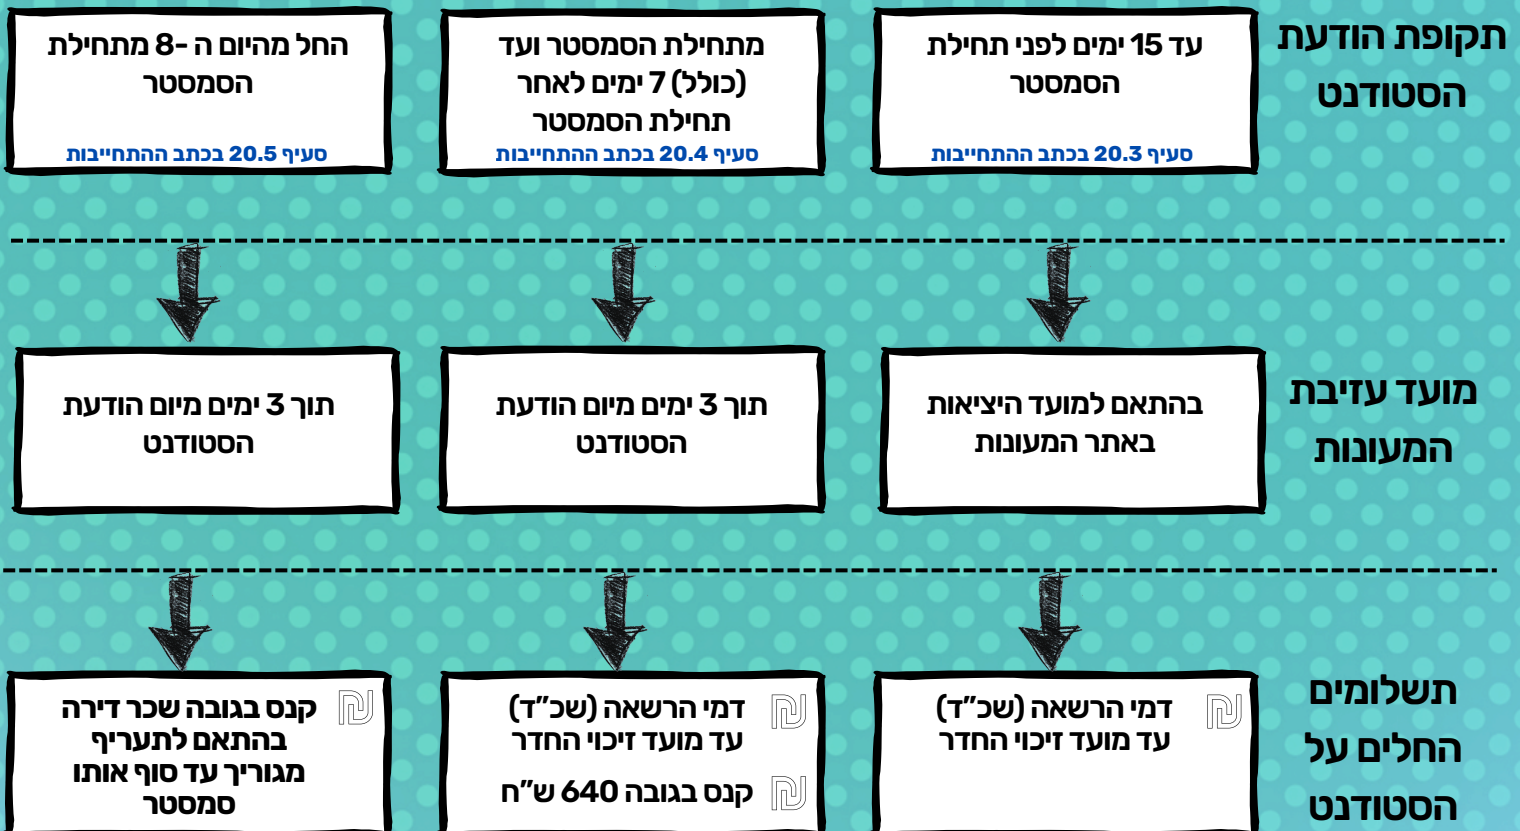 תקופת הודעת
הסטודנט
עד 15 ימים לפני תחילת
הסמסטר
סעיף 20.3 בכתב ההתחייבות
מתחילת הסמסטר ועד
(כולל) 7 ימים לאחר
תחילת הסמסטר
סעיף 20.4 בכתב ההתחייבות
החל מהיום ה -8 מתחילת
הסמסטר
סעיף 20.5 בכתב ההתחייבות
מועד עזיבת
המעונות
בהתאם למועד היציאות
באתר המעונות
תוך 3 ימים מיום הודעת
הסטודנט
תוך 3 ימים מיום הודעת
הסטודנט
תשלומים
החלים על
הסטודנט
₪ דמי הרשאה (שכ"ד)
עד מועד זיכוי החדר
₪ דמי הרשאה (שכ"ד)
עד מועד זיכוי החדר
₪ קנס בגובה 640 ש"ח
₪ קנס בגובה שכר דירה
בהתאם לתעריף
מגוריך עד סוף אותו
סמסטר